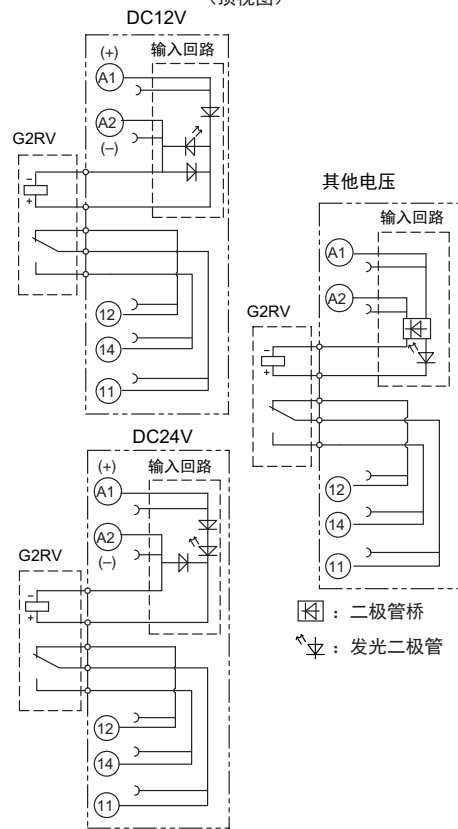 (顶视图)
DC12V
(+)
输入回路
A1
A2
(–)
G2RV
-
+
12
14
11
其他电压
输入回路
A1
A2
G2RV
-
+
12
14
11
DC24V
(+)
输入回路
A1
A2
(–)
G2RV
-
+
12
14
11
：二极管桥
：发光二极管